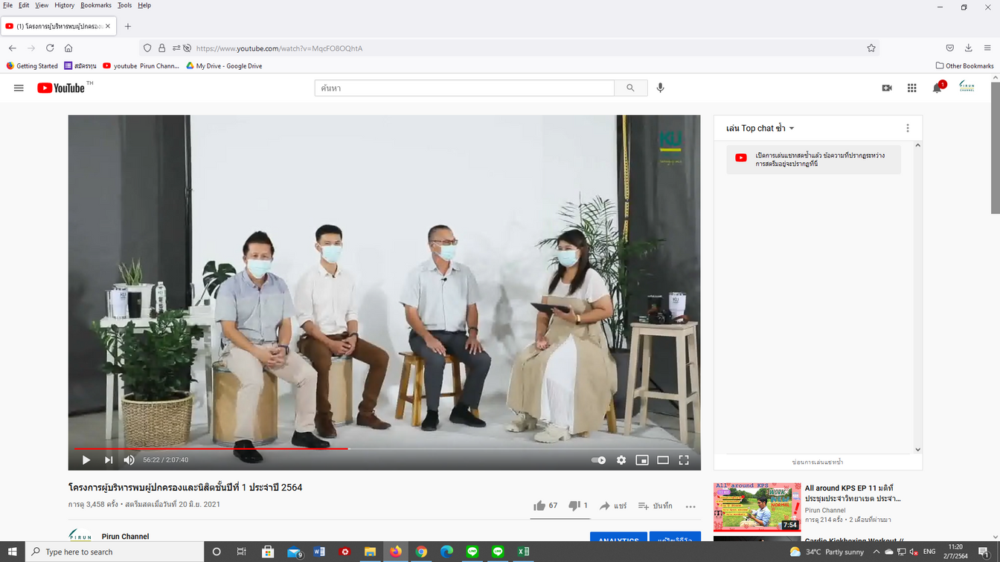 File Edit View History Bookmarks Tools Help
(1) โครงการผู้บริหารพบผู้ปกครองแ
https://www.youtube.com/watch?v=MqcFO8OQhtA
Getting Started สมัครทุน youtube Pirun Chann... My Drive - Google Drive Other Bookmarks
YouTube TH
ค้นหา
1
PIRUN
CHANNEL
KU
เล่น Top chat ซ้ำ
เปิดการเล่นแชทสดซ้ำแล้ว ข้อความที่ปรากฏระหว่าง
การสตรีมอยู่จะปรากฏที่นี่
KU
KU
56:22 / 2:07:40
ซ่อนการเล่นแชทซ้ำ
โครงการผู้บริหารพบผู้ปกครองและนิสิตชั้นปีที่ 1 ประจำปี 2564
การดู 3,458 ครั้ง • สตรีมสดเมื่อวันที่ 20 มิ.ย. 2021
67 1 แชร์ บันทึก
PIRUN
Pirun Channel
ANALYTICS
แก้ไขวิดีโอ
All around KPS
7:54
All around KPS EP 11 มติที่
ประชุมประจำวิทยาเขต ประจำ...
Pirun Channel
การดู 214 ครั้ง • 2 เดือนที่ผ่านมา
Cardio Kickboxing Workout //
Type here to search
9
34°C Partly sunny
ENG
11:20
2/7/2564